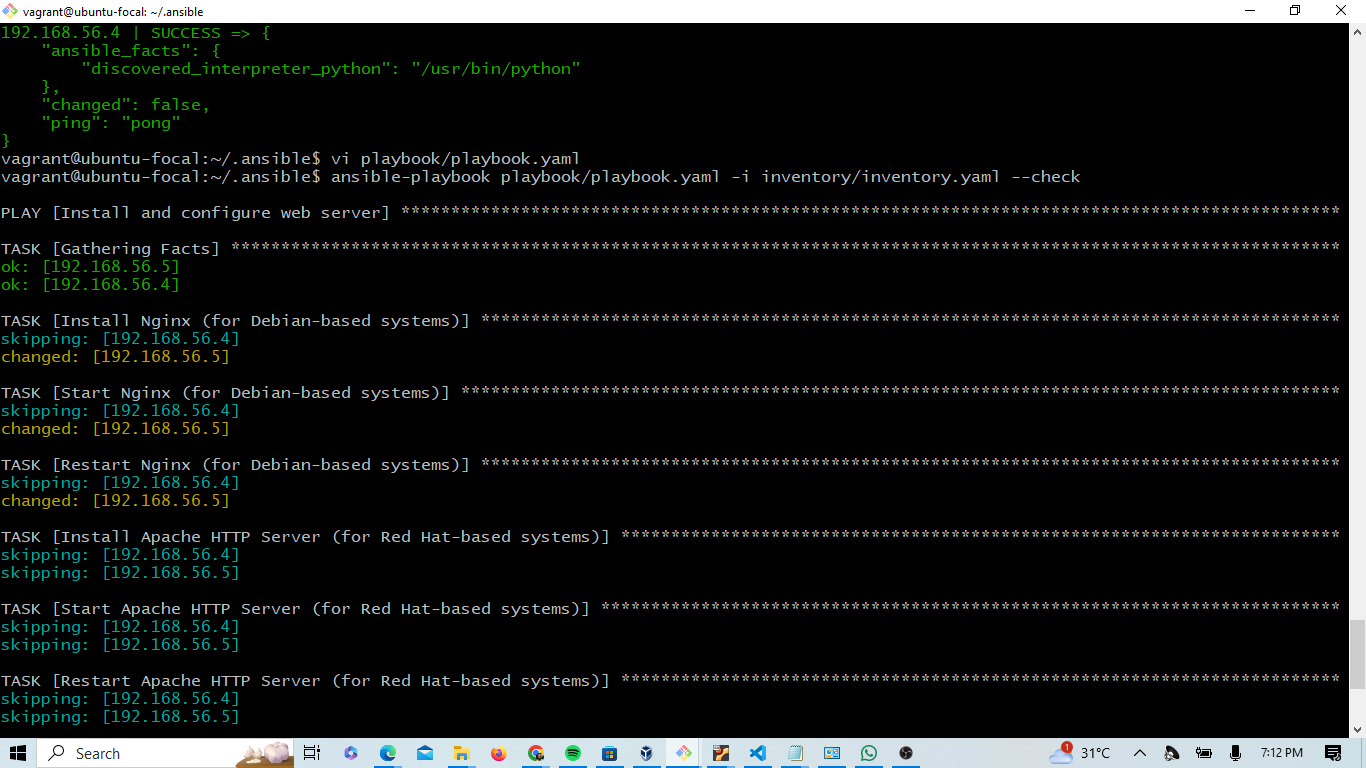 vagrant@ubuntu-focal: ~/.ansible
192.168.56.4 | SUCCESS => {
    "ansible_facts": {
        "discovered_interpreter_python": "/usr/bin/python"
    },
    "changed": false,
    "ping": "pong"
}
vagrant@ubuntu-focal:~/.ansible$ vi playbook/playbook.yaml
vagrant@ubuntu-focal:~/.ansible$ ansible-playbook playbook/playbook.yaml -i inventory/inventory.yaml --check
PLAY [Install and configure web server] **********************************************************************************************
TASK [Gathering Facts] ***************************************************************************************************************
ok: [192.168.56.5]
ok: [192.168.56.4]
TASK [Install Nginx (for Debian-based systems)] **************************************************************************************
skipping: [192.168.56.4]
changed: [192.168.56.5]
TASK [Start Nginx (for Debian-based systems)] ****************************************************************************************
skipping: [192.168.56.4]
changed: [192.168.56.5]
TASK [Restart Nginx (for Debian-based systems)] **************************************************************************************
skipping: [192.168.56.4]
changed: [192.168.56.5]
TASK [Install Apache HTTP Server (for Red Hat-based systems)] ************************************************************************
skipping: [192.168.56.4]
skipping: [192.168.56.5]
TASK [Start Apache HTTP Server (for Red Hat-based systems)] **************************************************************************
skipping: [192.168.56.4]
skipping: [192.168.56.5]
TASK [Restart Apache HTTP Server (for Red Hat-based systems)] ************************************************************************
skipping: [192.168.56.4]
skipping: [192.168.56.5]
Search
1
31°C
7:12 PM